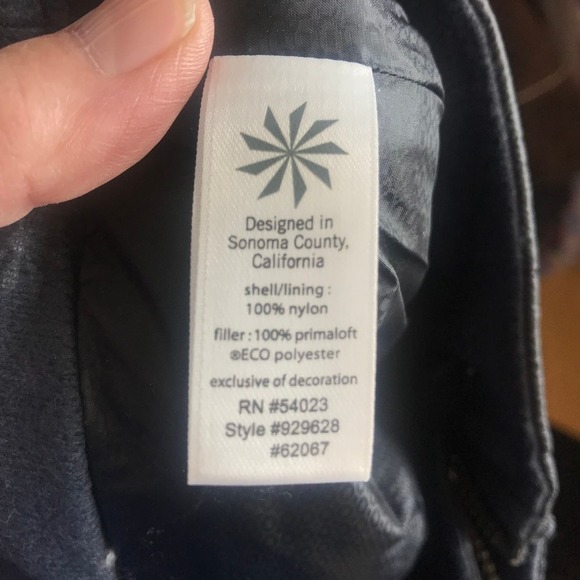 Designed in
Sonoma County,
California
shell/lining :
100% nylon
filler : 100% primaloft
®ECO polyester
exclusive of decoration
RN #54023
Style #929628
#62067